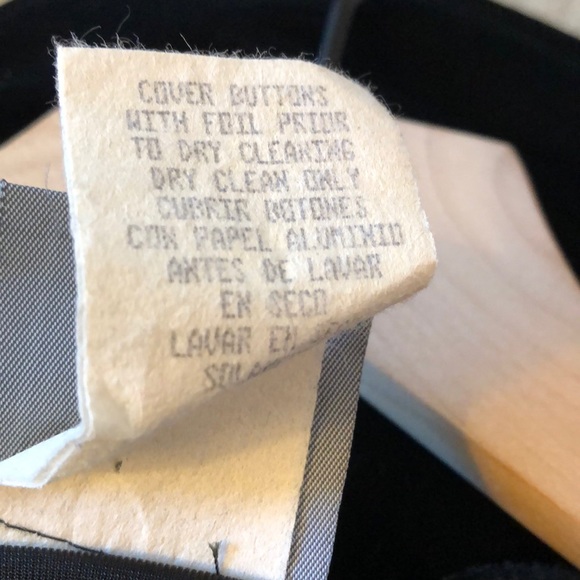 COVER BUTTONS
WITH FOIL PRIOR
TO DRY CLEANING
DRY CLEAN ONLY
CUBRIR BOTONES
CON PAPEL ALUMINIO
ANTES DE LAVAR
EN SECO
LAVAR EN